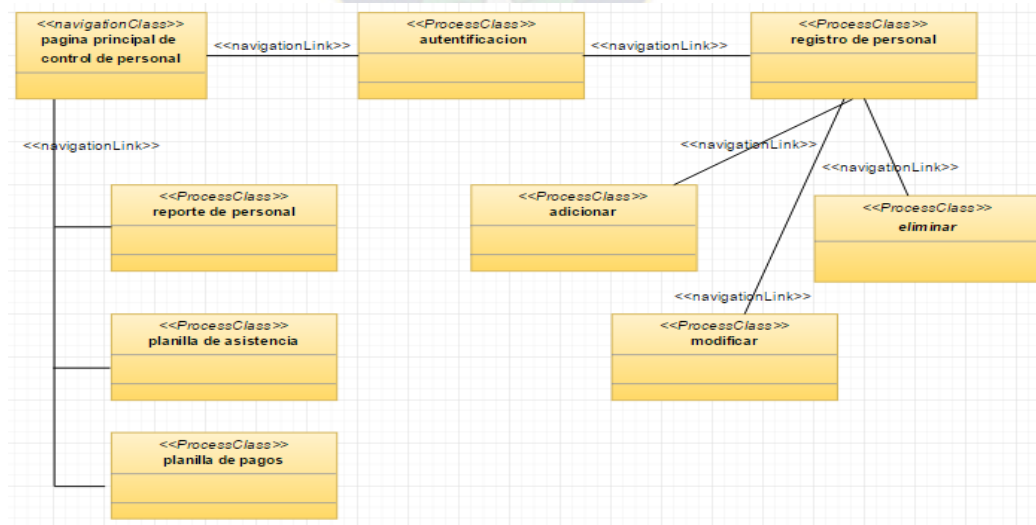 <<navigationClass>>
pagina principal de
control de personal
<<navigationLink>>
<<ProcessClass>>
autentificacion
<<navigationLink>>
<<ProcessClass>>
registro de personal
<<navigationLink>>
<<navigationLink>>
<<navigationLink>>
<<ProcessClass>>
reporte de personal
<<ProcessClass>>
adicionar
<<ProcessClass>>
eliminar
<<navigationLink>>
<<ProcessClass>>
planilla de asistencia
<<ProcessClass>>
modificar
<<ProcessClass>>
planilla de pagos